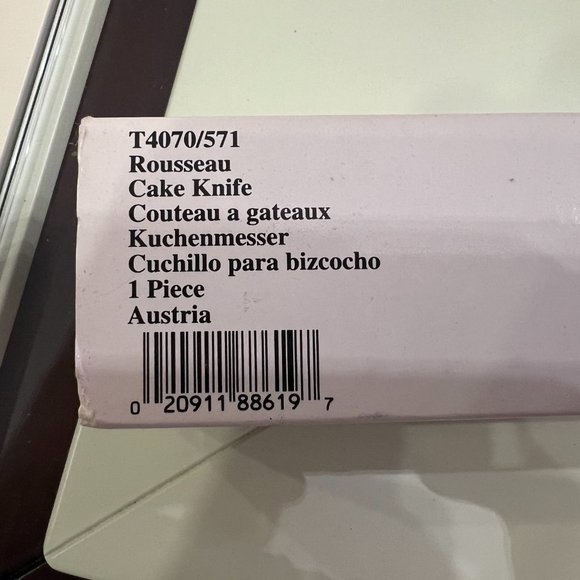 T4070/571
Rousseau
Cake Knife
Couteau a gateaux
Kuchenmesser
Cuchillo para bizcocho
1 Piece
Austria
0 20911 88619 7